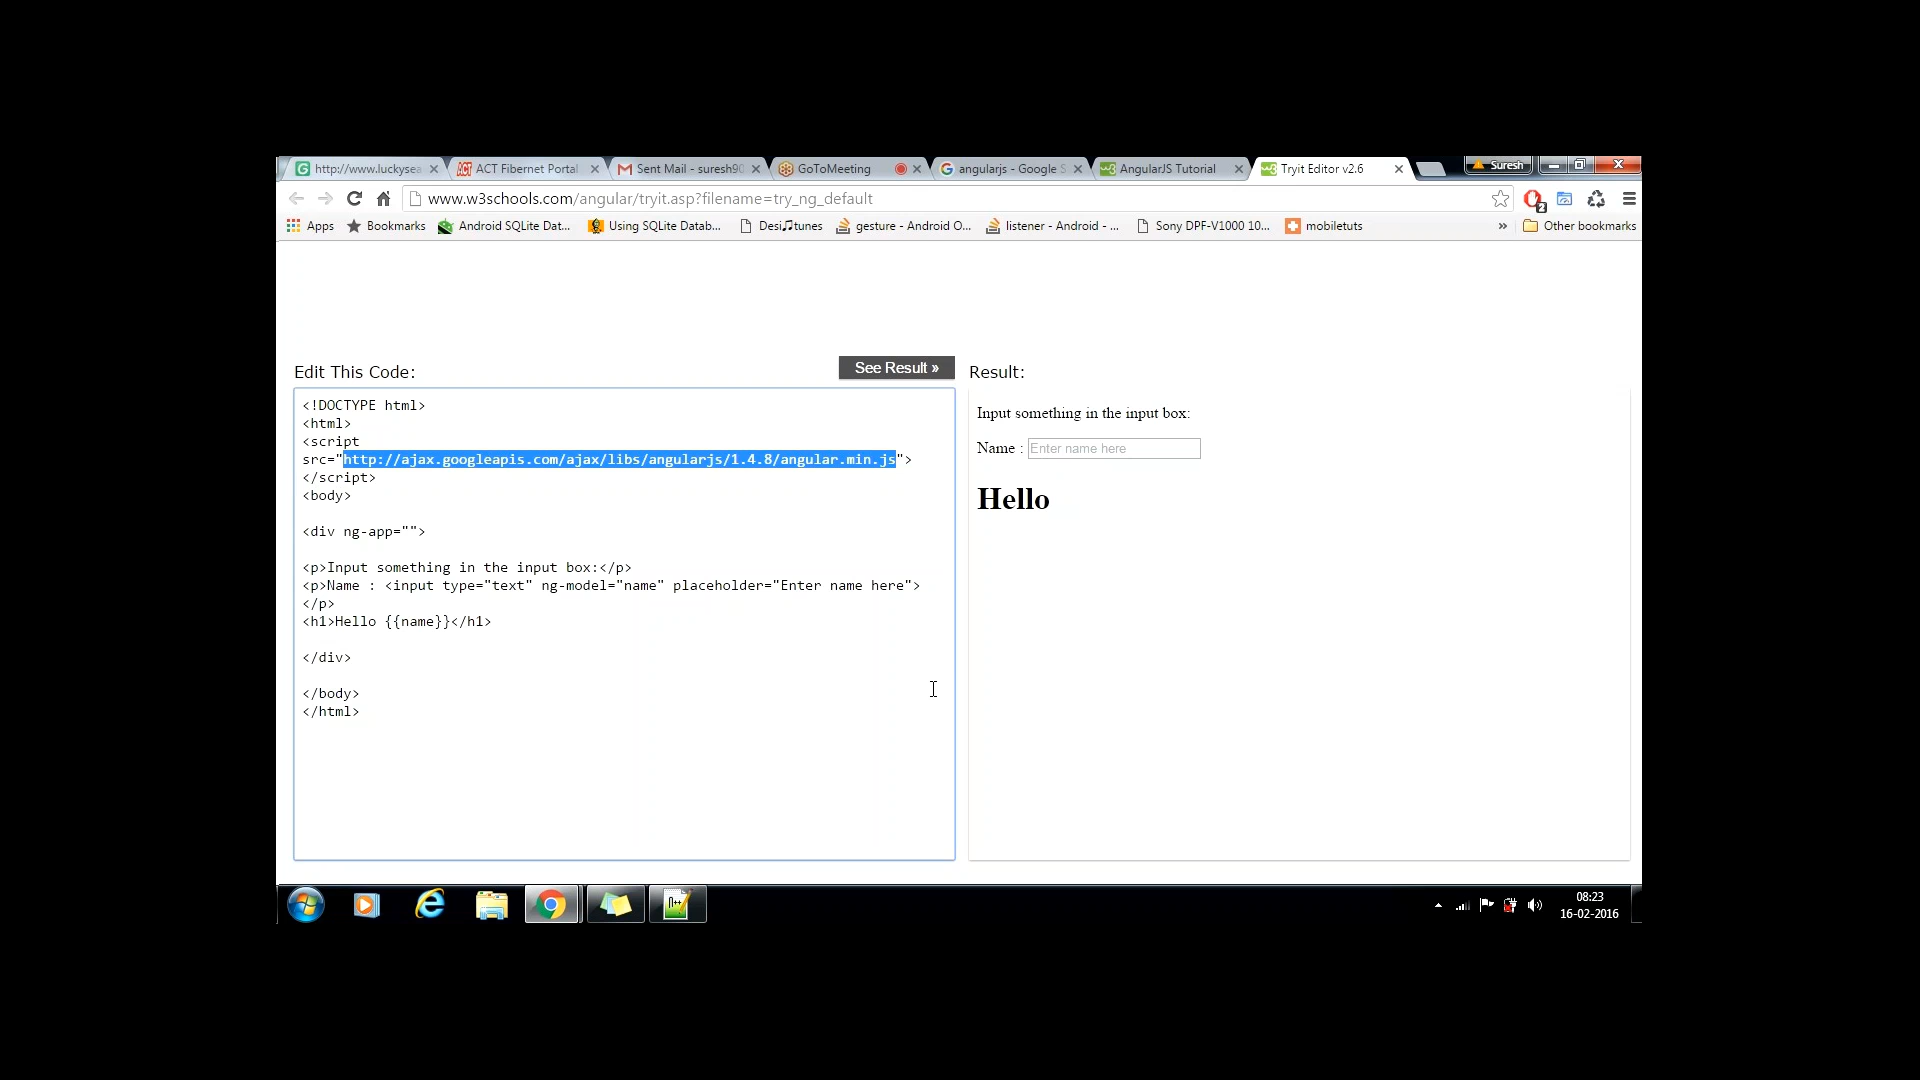 http://www.luckysea
ACT Fibernet Portal
Sent Mail - suresh90
GoToMeeting
angularjs - Google S
AngularJS Tutorial
Tryit Editor v2.6
Suresh
www.w3schools.com/angular/tryit.asp?filename=try_ng_default
2
Apps
Bookmarks
Android SQLite Dat...
Using SQLite Datab...
Desi♫tunes
gesture - Android O...
listener - Android - ...
Sony DPF-V1000 10...
mobiletuts
»
Other bookmarks
Edit This Code:
See Result »
Result:
<!DOCTYPE html>
<html>
<script
src="http://ajax.googleapis.com/ajax/libs/angularjs/1.4.8/angular.min.js">
</script>
<body>
<div ng-app="">
<p>Input something in the input box:</p>
<p>Name : <input type="text" ng-model="name" placeholder="Enter name here">
</p>
<h1>Hello {{name}}</h1>
</div>
</body>
</html>
Input something in the input box:
Name : Enter name here
Hello
08:23
16-02-2016